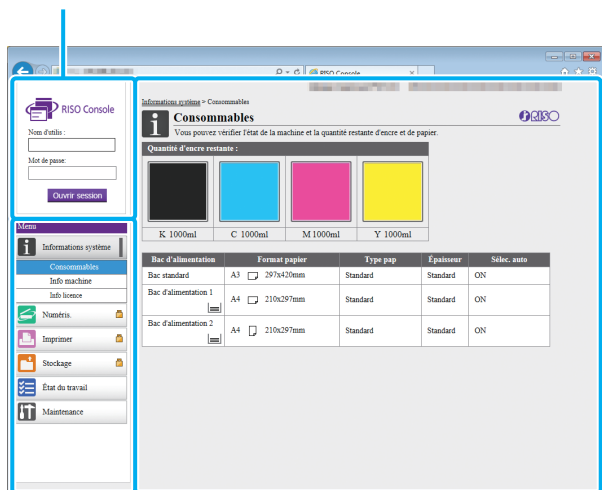 RISO Console
RISO Console
Nom d'utilis :
Mot de passe:
Ouvrir session
Menu
Informations système
Consommables
Info machine
Info licence
Numéris.
Imprimer
Stockage
État du travail
Maintenance
Informations système > Consommables
Consommables
RISO
Vous pouvez vérifier l'état de la machine et la quantité restante d'encre et de papier.
Quantité d'encre restante :
K 1000ml C 1000ml M 1000ml Y 1000ml
Bac d'alimentation Format papier Type pap Épaisseur Sélec. auto
Bac standard A3 297x420mm Standard Standard ON
Bac d'alimentation 1 A4 210x297mm Standard Standard ON
Bac d'alimentation 2 A4 210x297mm Standard Standard ON